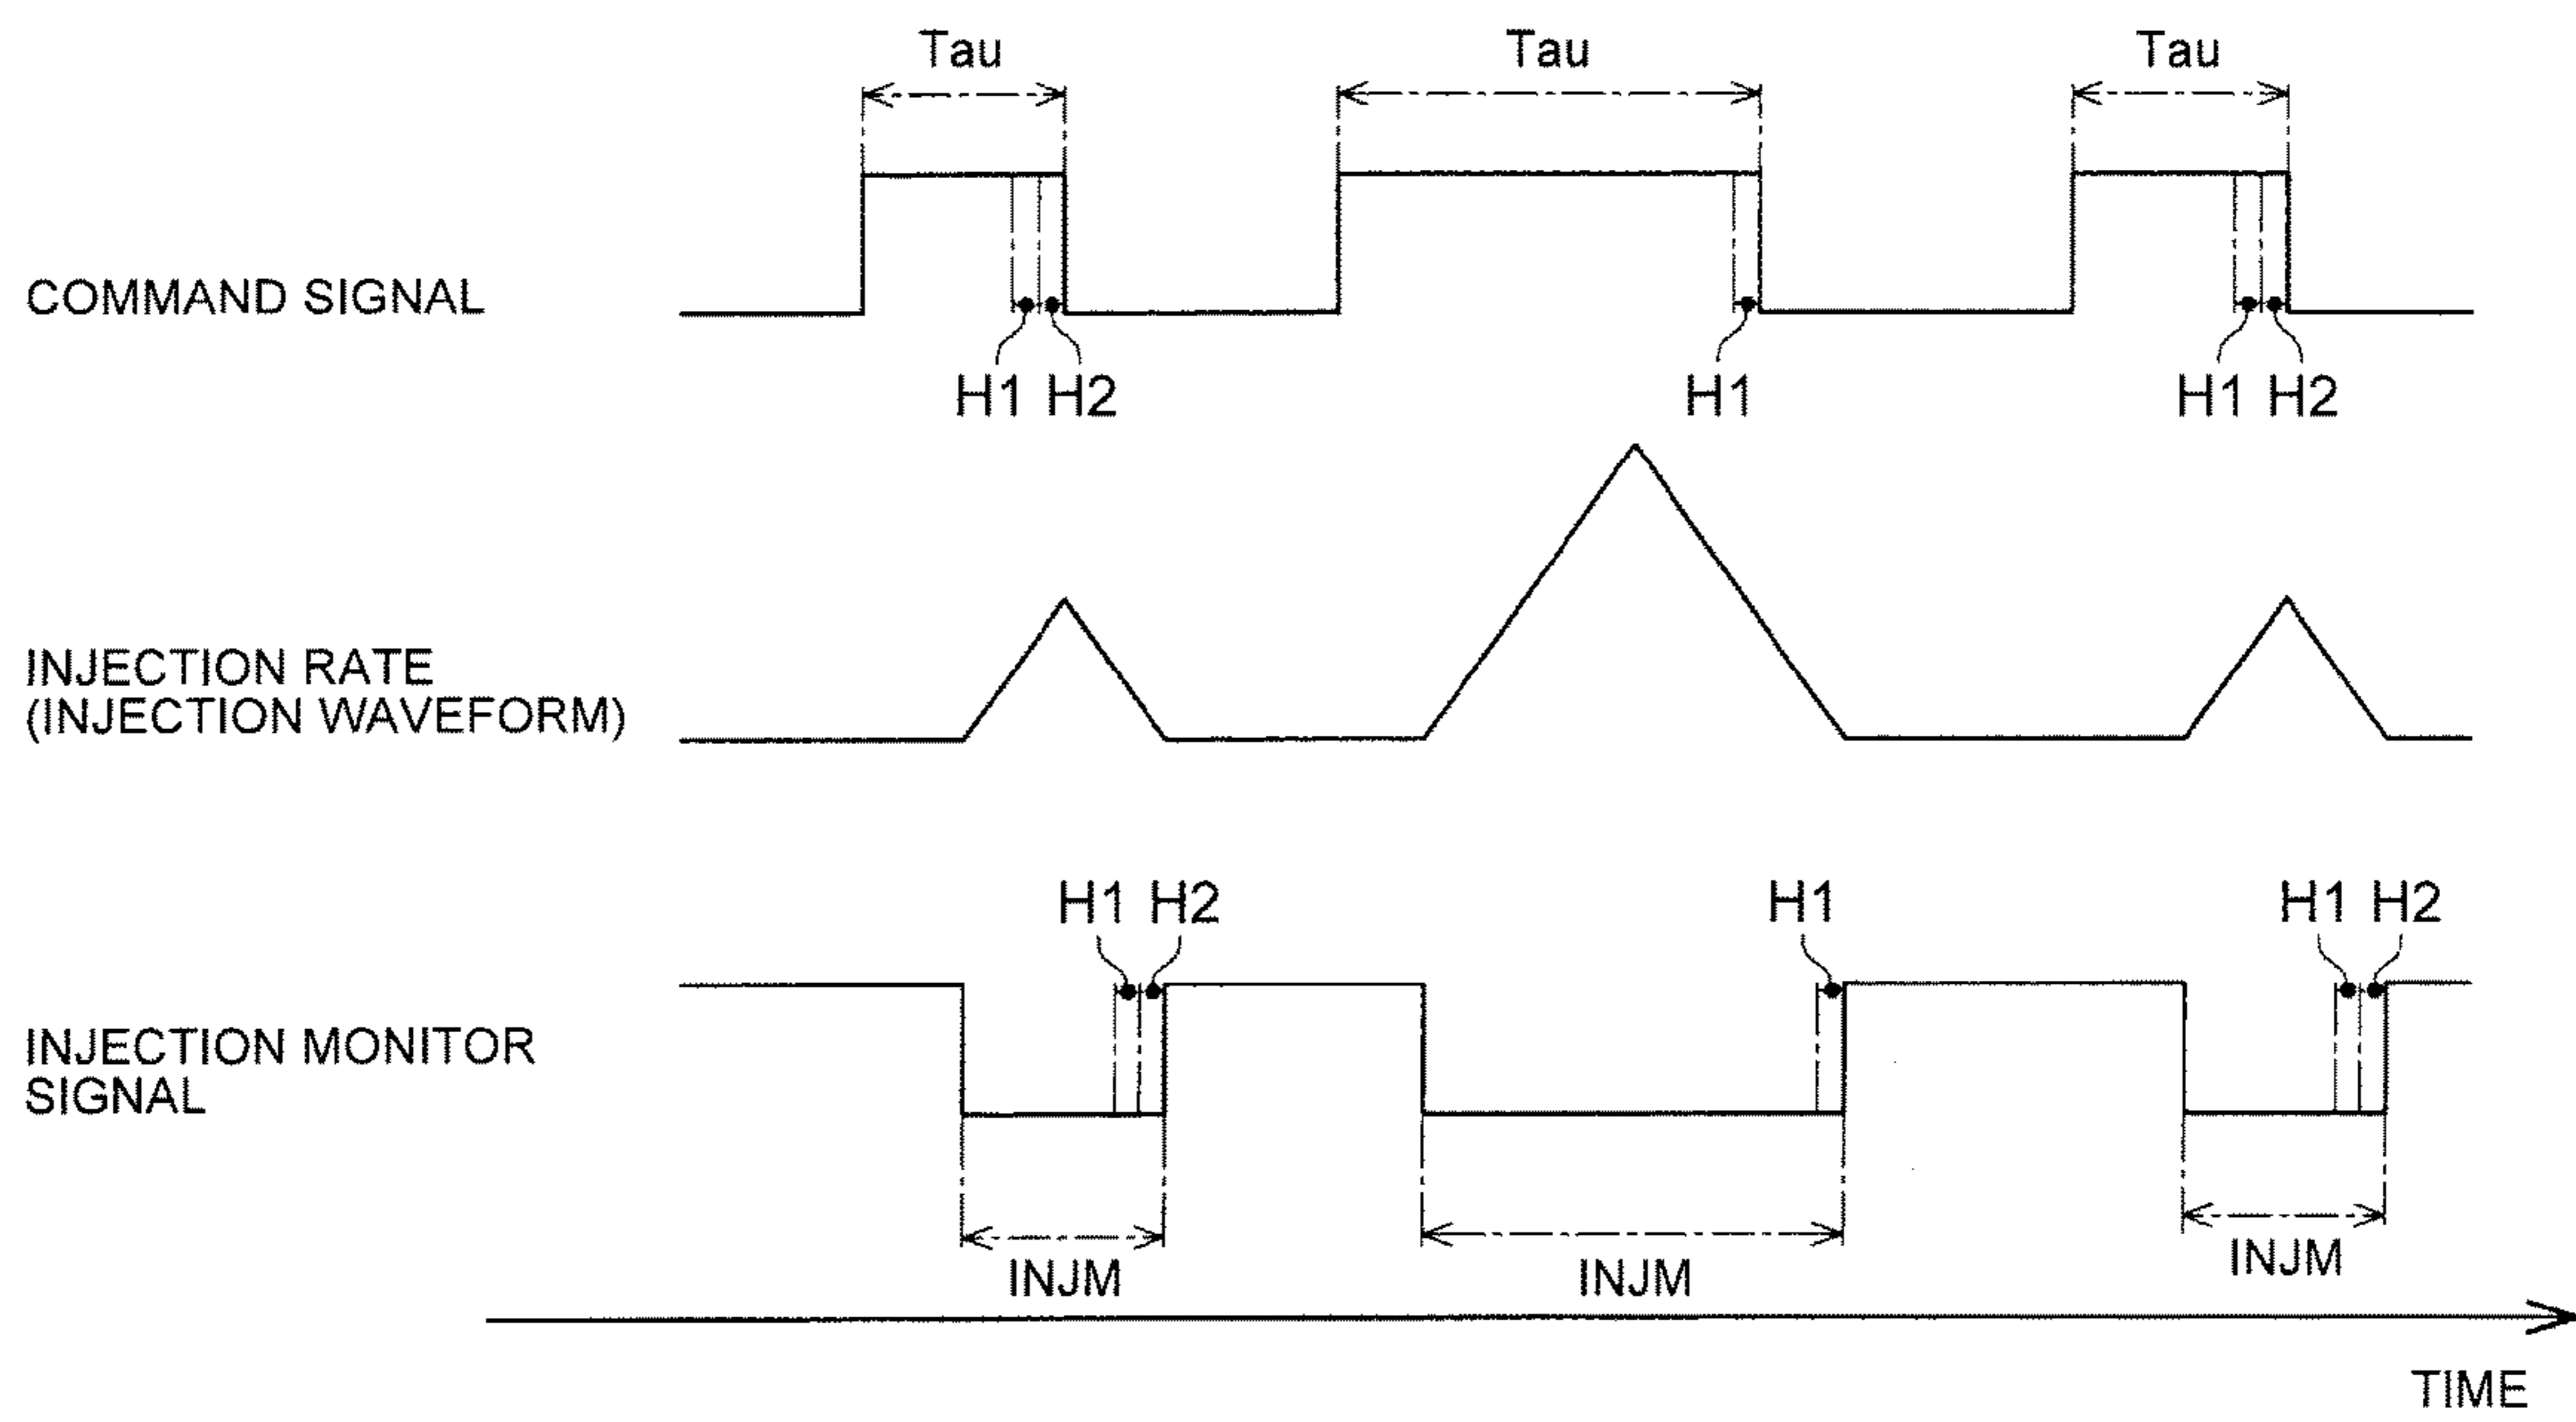 Tau Tau Tau
COMMAND SIGNAL
H1 H2 H1 H1 H2
INJECTION RATE
(INJECTION WAVEFORM)
H1 H2 H1 H1 H2
INJECTION MONITOR
SIGNAL
INJM INJM INJM
TIME